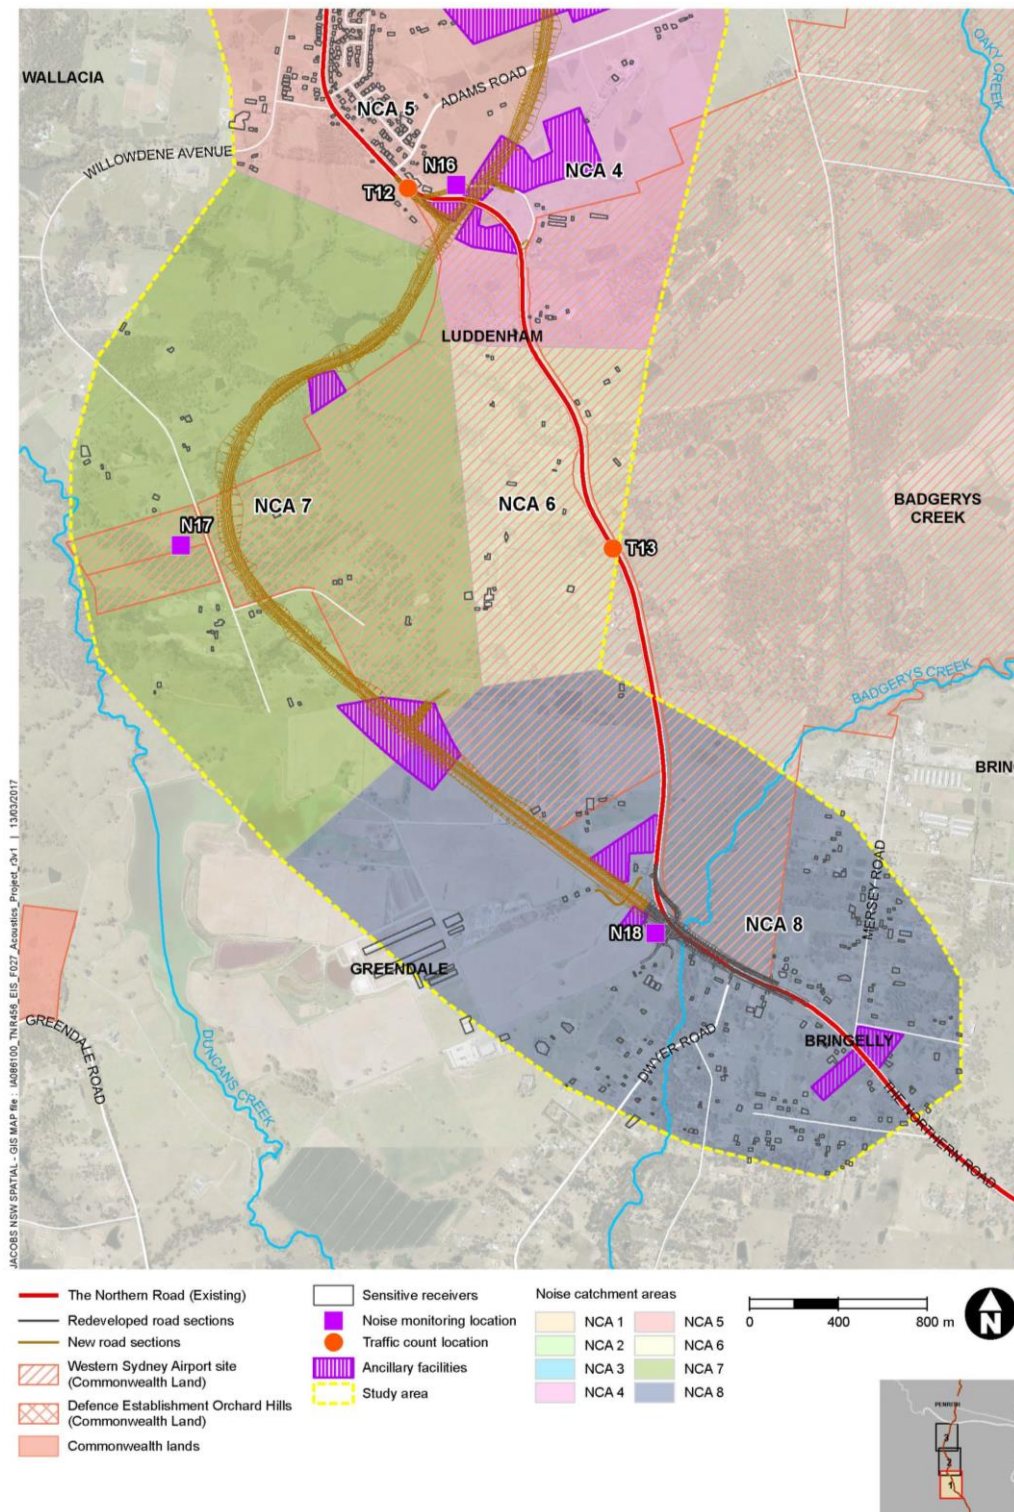 OAKY CREEK
WALLACIA
ADAMS ROAD
NCA 5
WILLOWDENE AVENUE
N16
NCA 4
T12
LUDDENHAM
NCA 7
NCA 6
BADGERYS
CREEK
N17
T13
BADGERYS CREEK
BRIN
MERSEY ROAD
NCA 8
N18
GREENDALE
GREENDALE ROAD
DUNCANS CREEK
DWYER ROAD
BRINGELLY
THE NORTHERN ROAD
JACOBS NSW SPATIAL - GIS MAP file : IA086100_TNR456_EIS_F027_Acoustics_Project_r3v1 | 13/03/2017
The Northern Road (Existing)
Redeveloped road sections
New road sections
Western Sydney Airport site
(Commonwealth Land)
Defence Establishment Orchard Hills
(Commonwealth Land)
Commonwealth lands
Sensitive receivers
Noise monitoring location
Traffic count location
Ancillary facilities
Study area
Noise catchment areas
NCA 1
NCA 2
NCA 3
NCA 4
NCA 5
NCA 6
NCA 7
NCA 8
0 400 800 m
N
PENRITH
3
2
1